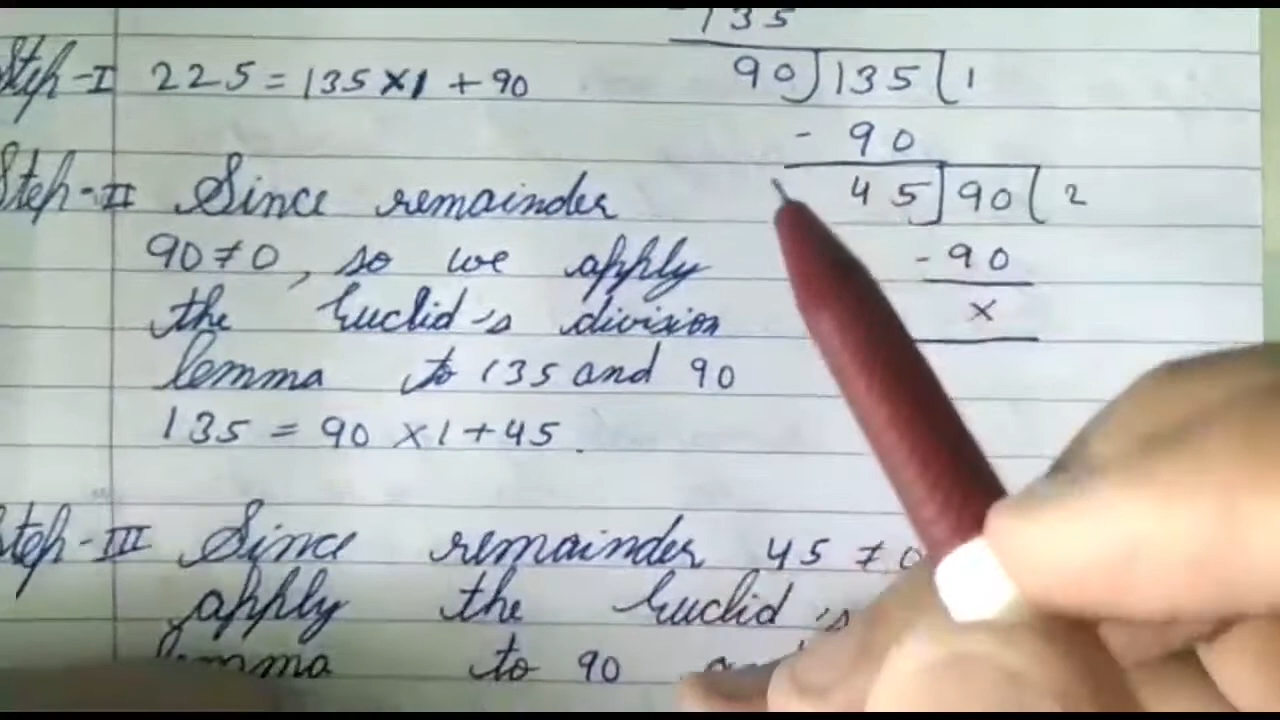 Step-I 225 = 135 × 1 + 90
Step-II Since remainder
90 ≠ 0, so we apply
the Euclid's division
lemma to 135 and 90
135 = 90 × 1 + 45
Step-III Since remainder 45 ≠ 0
apply the Euclid's
lemma to 90
- 135
90) 135 ( 1
- 90
45) 90 ( 2
- 90
×